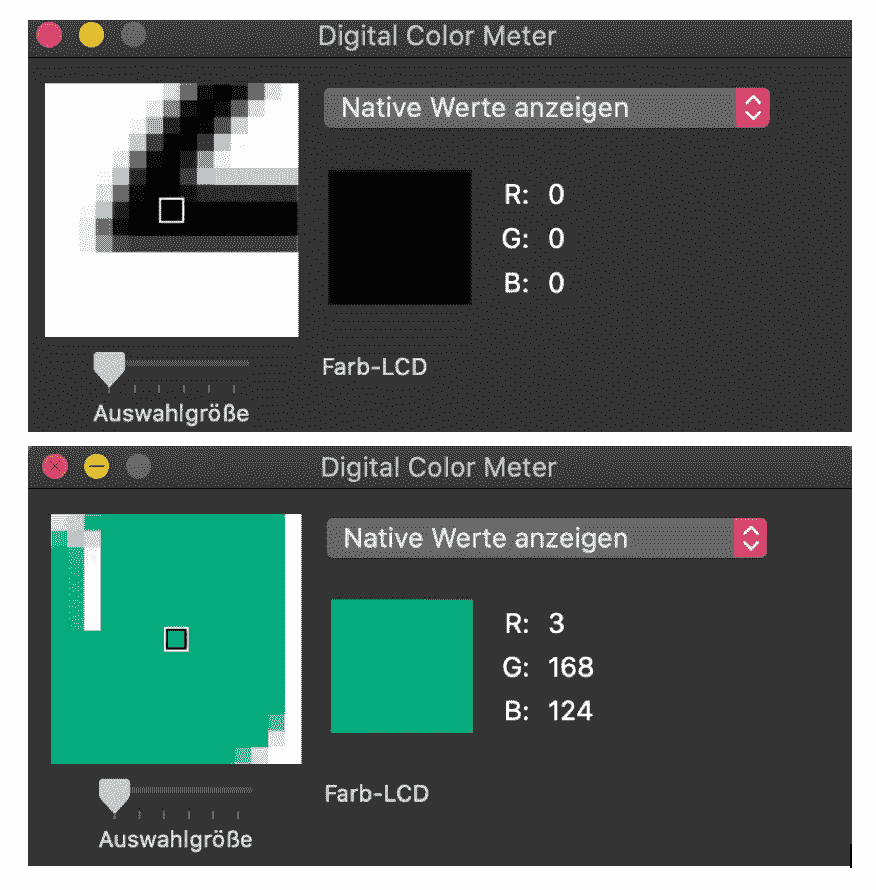 Digital Color Meter
Native Werte anzeigen
R: 0
G: 0
B: 0
Farb-LCD
Auswahlgröße
Digital Color Meter
Native Werte anzeigen
R: 3
G: 168
B: 124
Farb-LCD
Auswahlgröße